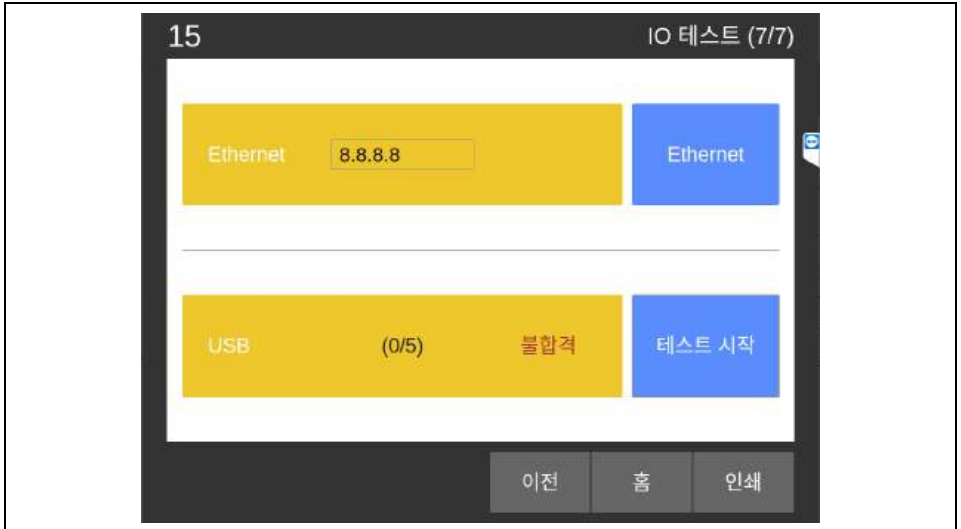 15 IO 테스트 (7/7)
Ethernet 8.8.8.8 Ethernet
USB (0/5) 불합격 테스트 시작
이전 홈 인쇄